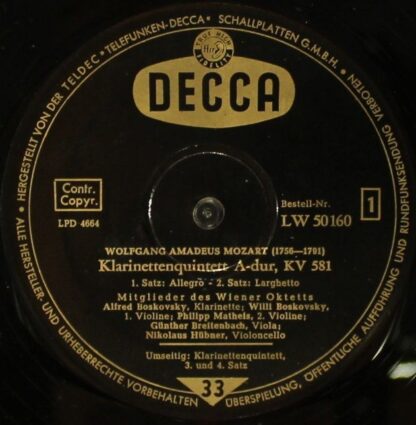 HERGESTELLT VON DER TELDEC • »TELEFUNKEN-DECCA« SCHALLPLATTEN G.M.B.H.
DECCA
Contr.
Copyr.
LPD 4664
Bestell-Nr.
LW 50160
1
WOLFGANG AMADEUS MOZART (1756—1791)
Klarinettenquintett A-dur, KV 581
1. Satz: Allegro - 2. Satz: Larghetto
Mitglieder des Wiener Oktetts
Alfred Boskovsky, Klarinette; Willi Boskovsky,
1. Violine; Philipp Matheis, 2. Violine;
Günther Breitenbach, Viola;
Nikolaus Hübner, Violoncello
Umseitig: Klarinettenquintett,
3. und 4. Satz
33
ALLE HERSTELLER- UND URHEBERRECHTE VORBEHALTEN
ÜBERSPIELUNG, ÖFFENTLICHE AUFFÜHRUNG UND RUNDFUNKSENDUNG VERBOTEN